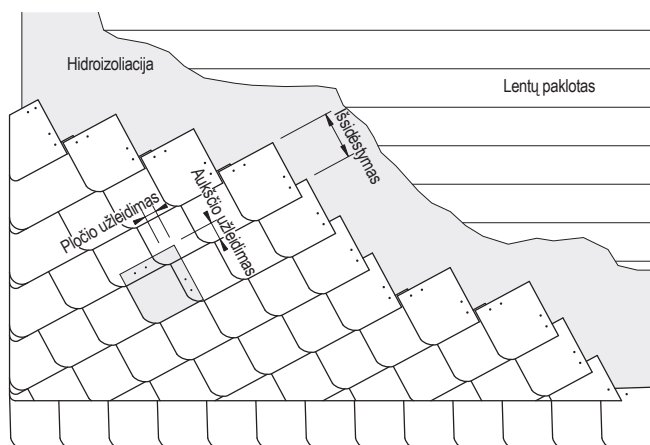 Hidroizoliacija
Lentų paklotas
Išsidėstymas
Aukščio užleidimas
Pločio užleidimas